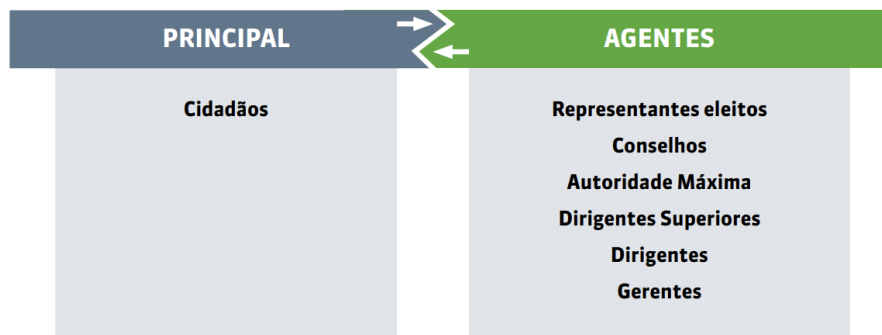 PRINCIPAL
AGENTES
Cidadãos
Representantes eleitos
Conselhos
Autoridade Máxima
Dirigentes Superiores
Dirigentes
Gerentes